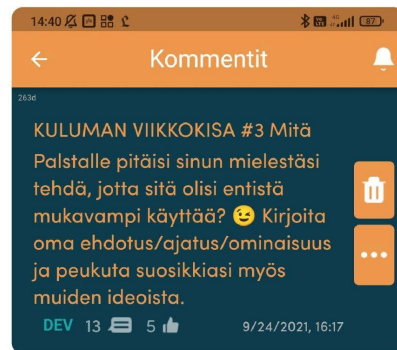 14:40
87
Kommentit
263d
KULUMAN VIIKKOKISA #3 Mitä
Palstalle pitäisi sinun mielestäsi
tehdä, jotta sitä olisi entistä
mukavampi käyttää? 😉 Kirjoita
oma ehdotus/ajatus/ominaisuus
ja peukuta suosikkiasi myös
muiden ideoista.
DEV 13 5 9/24/2021, 16:17